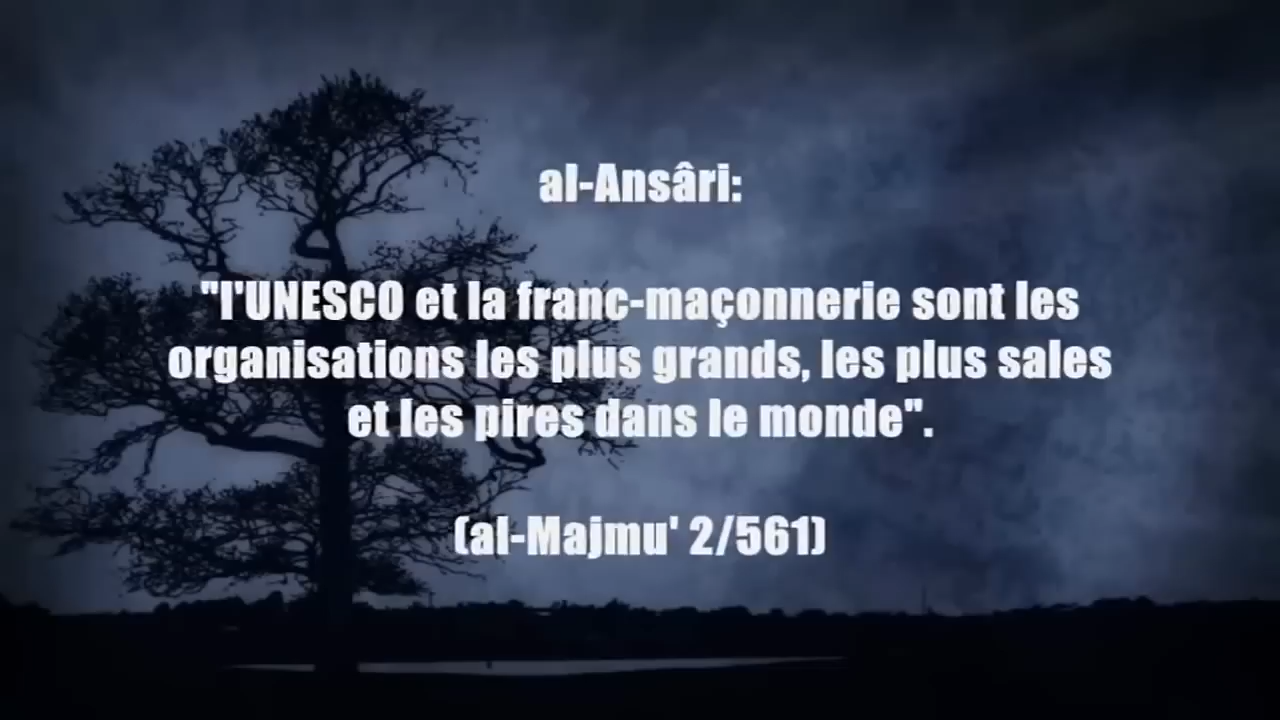 al-Ansâri:
"l'UNESCO et la franc-maçonnerie sont les
organisations les plus grands, les plus sales
et les pires dans le monde".
(al-Majmu' 2/561)